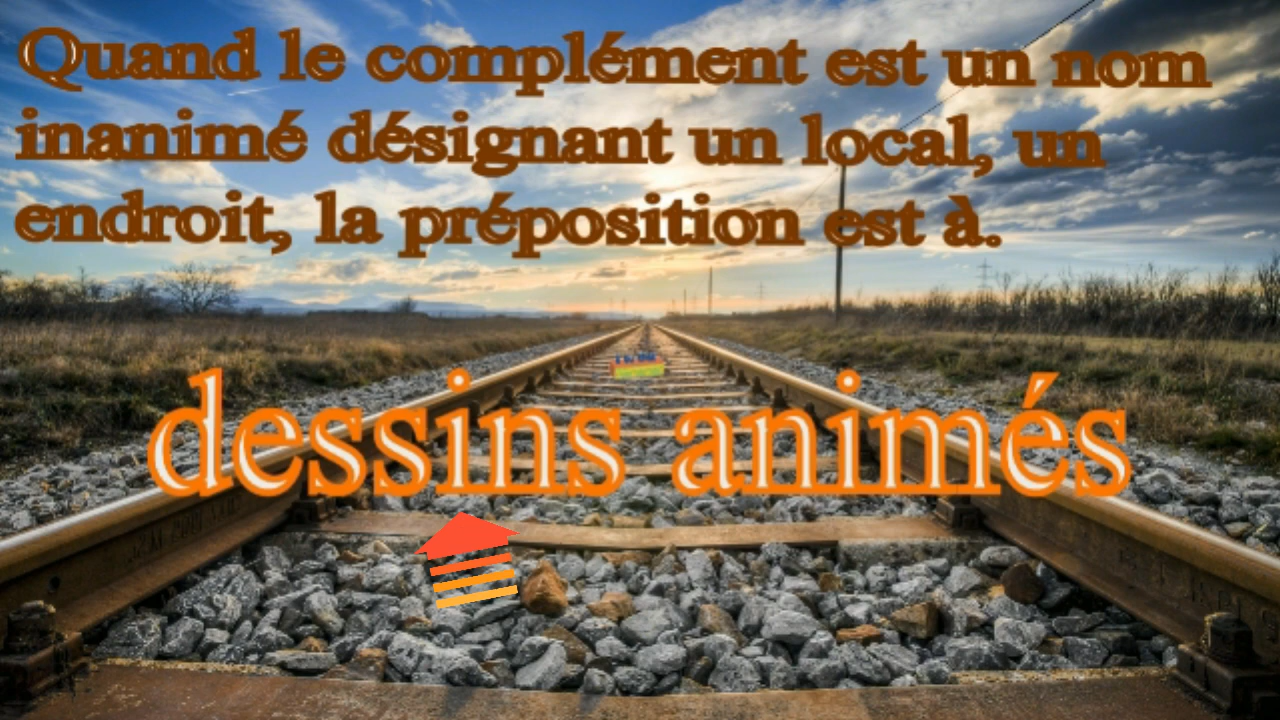 Quand le complément est un nom
inanimé désignant un local, un
endroit, la préposition est à.
dessins animés